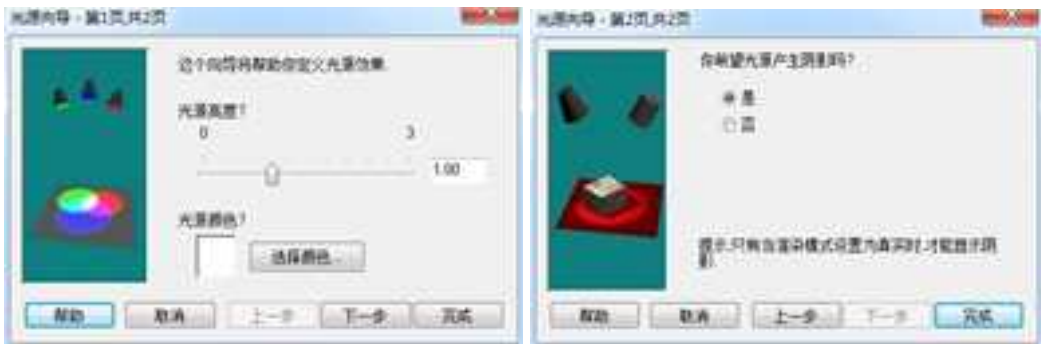 光源向导 - 第1页,共2页
这个向导将帮助你定义光源效果.
光源亮度?
0 3
1.00
光源颜色?
选择颜色...
帮助 取消 上一步 下一步 完成
光源向导 - 第2页,共2页
你希望光源产生阴影吗?
是
否
提示:只有当渲染模式设置为真实时,才能显示阴
影.
帮助 取消 上一步 下一步 完成